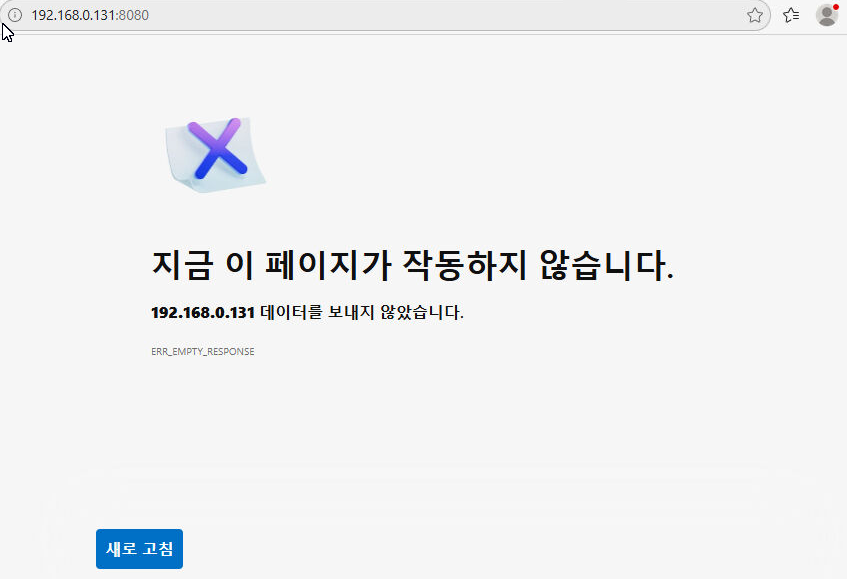 192.168.0.131:8080
지금 이 페이지가 작동하지 않습니다.
192.168.0.131 데이터를 보내지 않았습니다.
ERR_EMPTY_RESPONSE
새로 고침